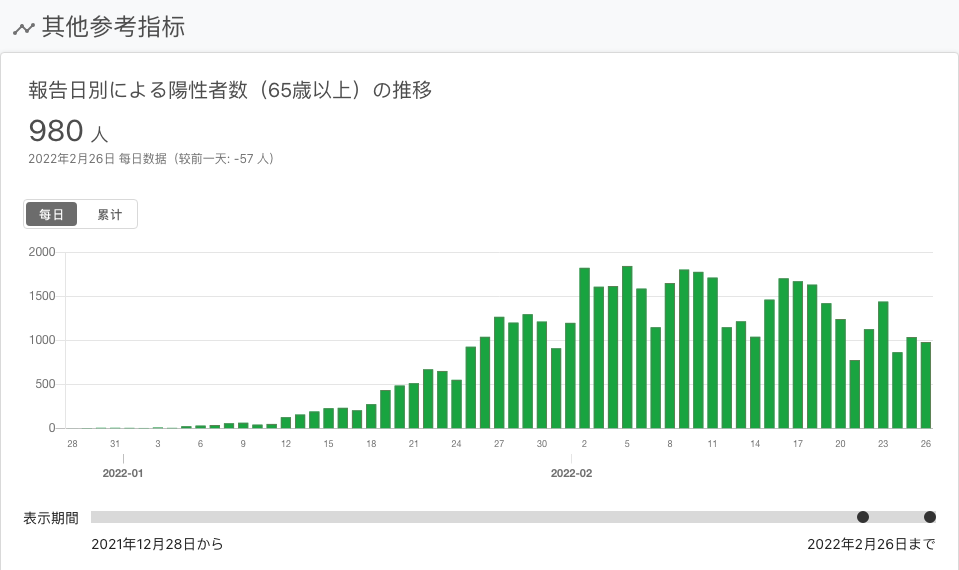 其他参考指标
報告日別による陽性者数（65歳以上）の推移
980 人
2022年2月26日 每日数据（较前一天: -57 人）
每日 累计
2000
1500
1000
500
0
28 31 3 6 9 12 15 18 21 24 27 30 2 5 8 11 14 17 20 23 26
2022-01 2022-02
表示期間
2021年12月28日から 2022年2月26日まで